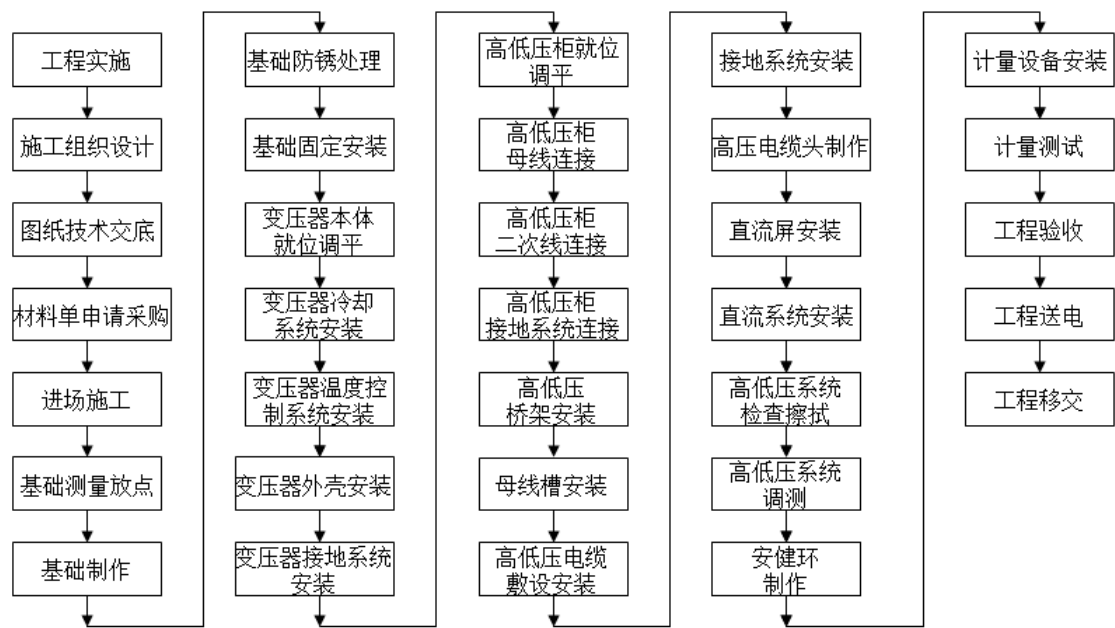 工程实施
施工组织设计
图纸技术交底
材料单申请采购
进场施工
基础测量放点
基础制作
基础防锈处理
基础固定安装
变压器本体
就位调平
变压器冷却
系统安装
变压器温度控
制系统安装
变压器外壳安装
变压器接地系统
安装
高低压柜就位
调平
高低压柜
母线连接
高低压柜
二次线连接
高低压柜
接地系统连接
高低压
桥架安装
母线槽安装
高低压电缆
敷设安装
接地系统安装
高压电缆头制作
直流屏安装
直流系统安装
高低压系统
检查擦拭
高低压系统
调测
安健环
制作
计量设备安装
计量测试
工程验收
工程送电
工程移交